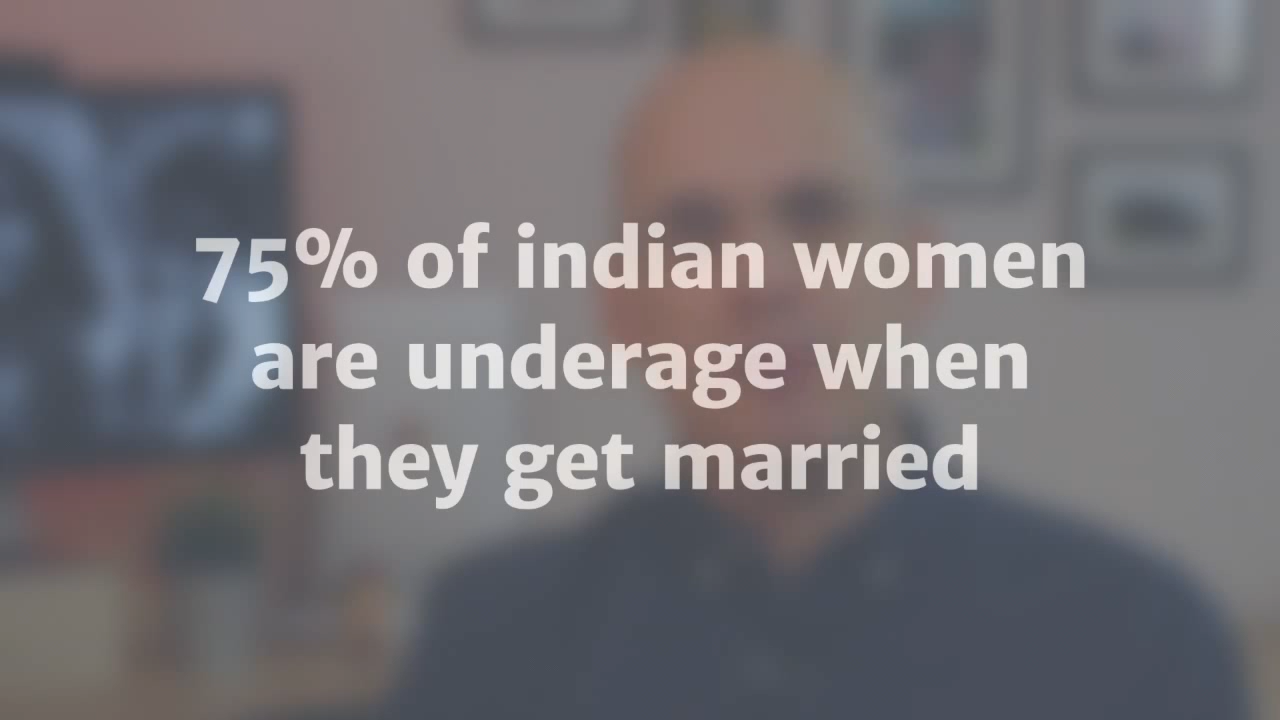 75% of indian women
are underage when
they get married